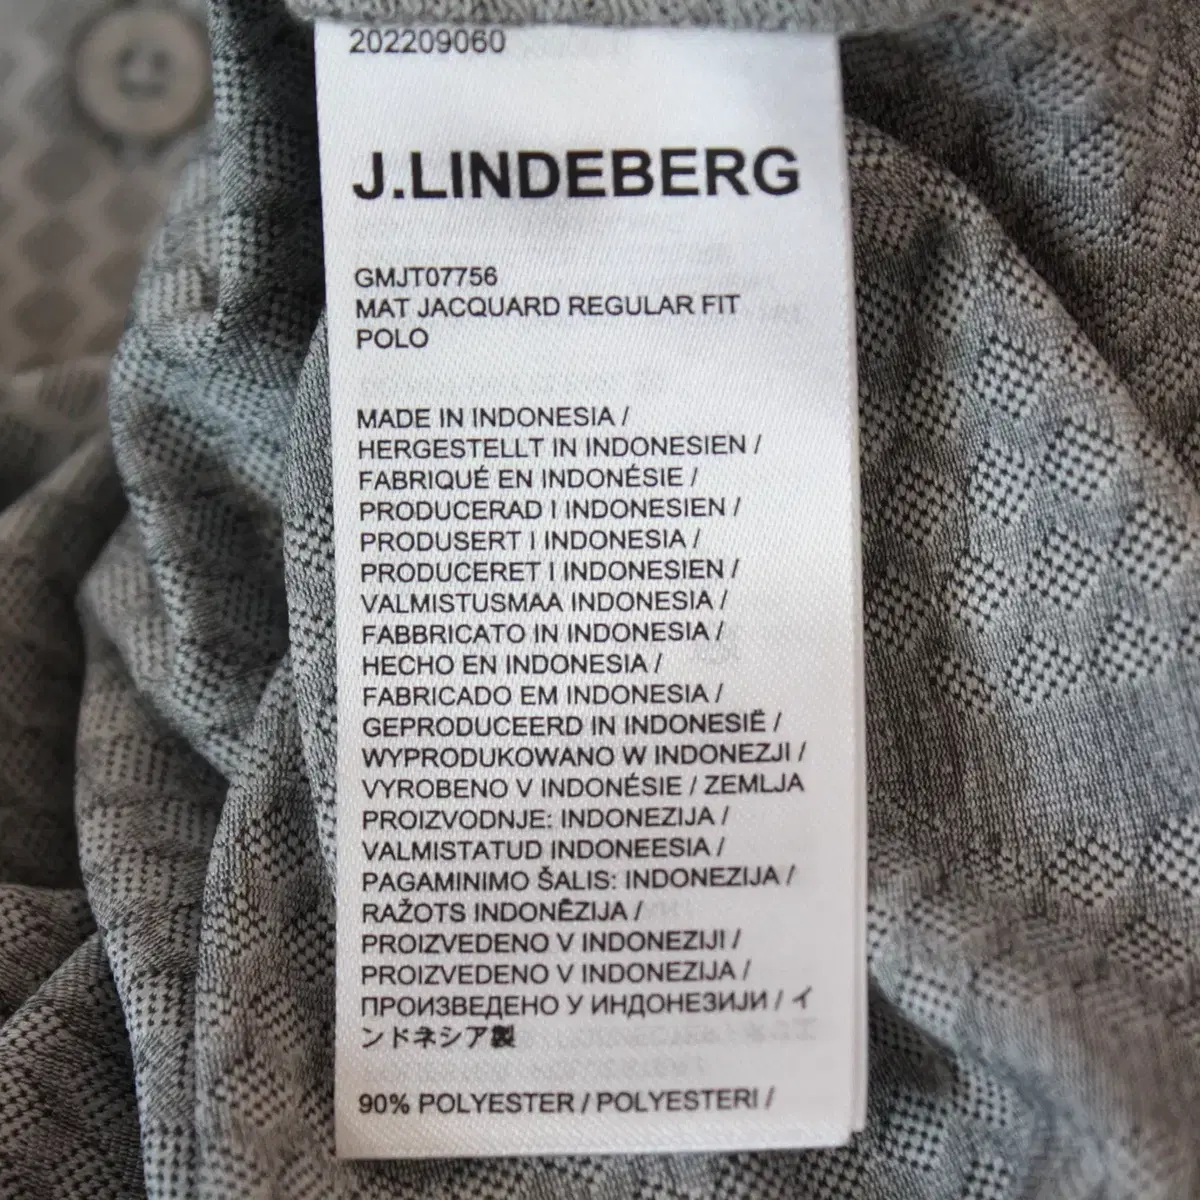 202209060
J.LINDEBERG
GMJT07756
MAT JACQUARD REGULAR FIT
POLO
MADE IN INDONESIA /
HERGESTELLT IN INDONESIEN /
FABRIQUÉ EN INDONÉSIE /
PRODUCERAD I INDONESIEN /
PRODUSERT I INDONESIA /
PRODUCERET I INDONESIEN /
VALMISTUSMAA INDONESIA /
FABBRICATO IN INDONESIA /
HECHO EN INDONESIA /
FABRICADO EM INDONESIA /
GEPRODUCEERD IN INDONESIË /
WYPRODUKOWANO W INDONEZJI /
VYROBENO V INDONÉSIE / ZEMLJA
PROIZVODNJE: INDONEZIJA /
VALMISTATUD INDONEESIA /
PAGAMINIMO ŠALIS: INDONEZIJA /
RAŽOTS INDONĒZIJA /
PROIZVEDENO V INDONEZIJI /
PROIZVEDENO V INDONEZIJA /
ПРОИЗВЕДЕНО У ИНДОНЕЗИЈИ / イ
ンドネシア製
90% POLYESTER / POLYESTERI /